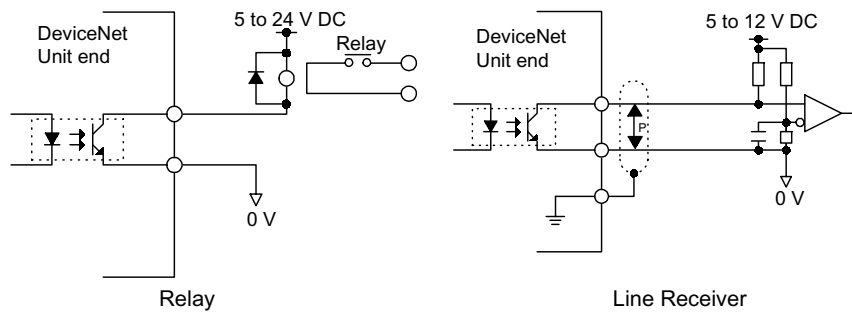 DeviceNet
Unit end
5 to 24 V DC
Relay
0 V
Relay
DeviceNet
Unit end
5 to 12 V DC
P
0 V
Line Receiver